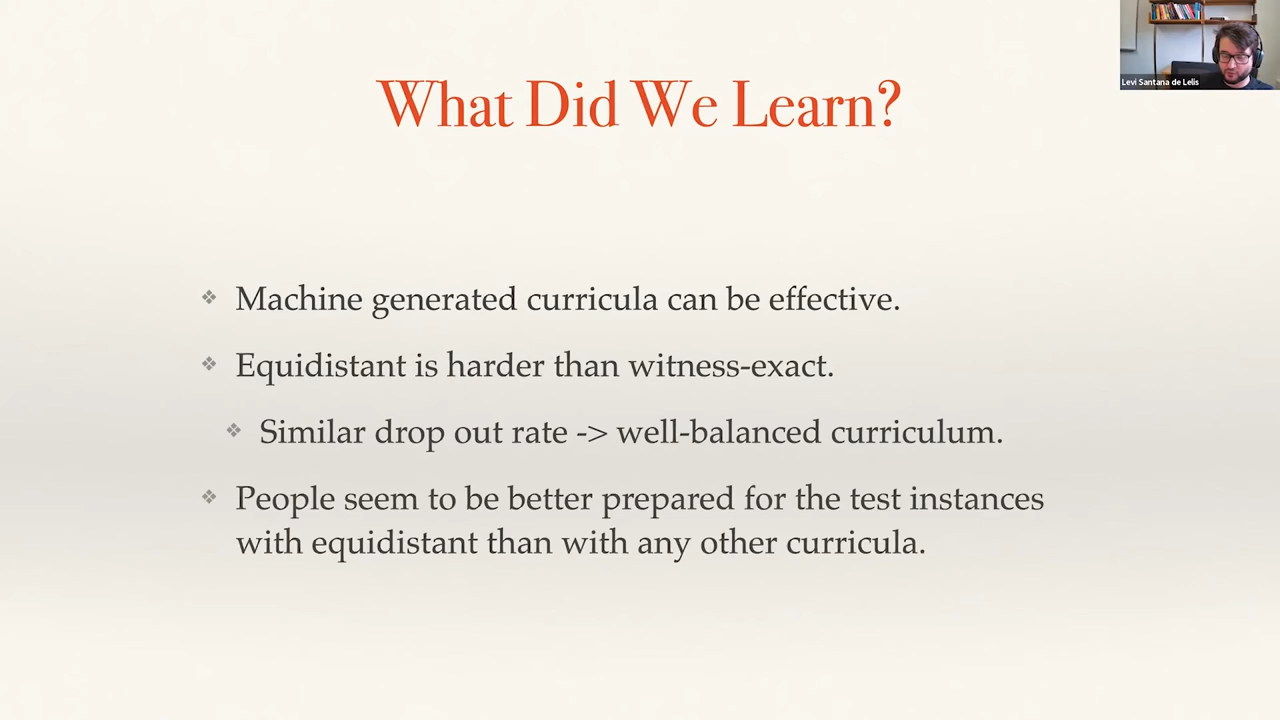 What Did We Learn?
Levi Santana de Lelis
❖ Machine generated curricula can be effective.
❖ Equidistant is harder than witness-exact.
❖ Similar drop out rate -> well-balanced curriculum.
❖ People seem to be better prepared for the test instances
with equidistant than with any other curricula.